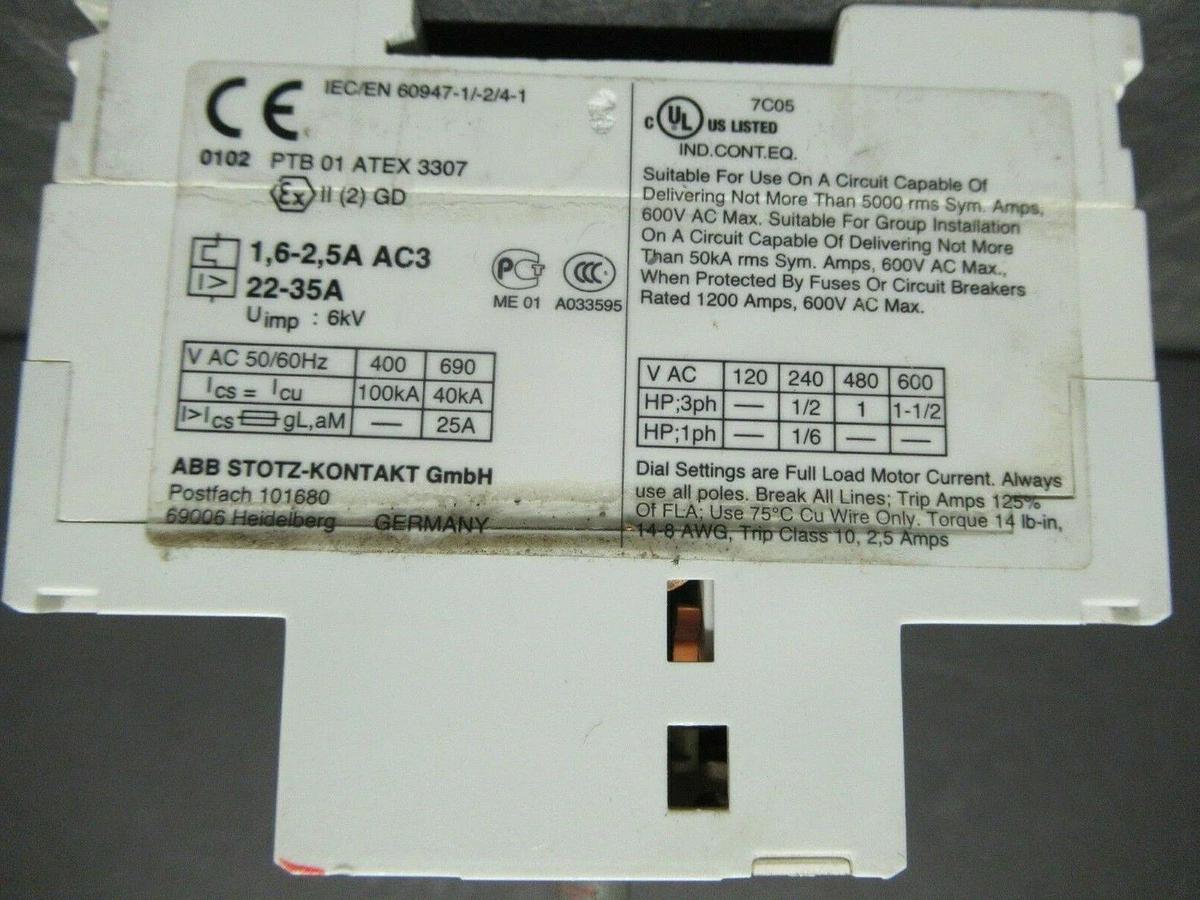 CE IEC/EN 60947-1/-2/4-1
0102 PTB 01 ATEX 3307
Ex II (2) GD
1,6-2,5A AC3
I> 22-35A
Uimp : 6kV
PCT CCC
ME 01 A033595
V AC 50/60Hz 400 690
Ics = Icu 100kA 40kA
I>Ics gL,aM — 25A
ABB STOTZ-KONTAKT GmbH
Postfach 101680
69006 Heidelberg GERMANY
7C05
C UL US LISTED
IND.CONT.EQ.
Suitable For Use On A Circuit Capable Of
Delivering Not More Than 5000 rms Sym. Amps,
600V AC Max. Suitable For Group Installation
On A Circuit Capable Of Delivering Not More
Than 50kA rms Sym. Amps, 600V AC Max.,
When Protected By Fuses Or Circuit Breakers
Rated 1200 Amps, 600V AC Max.
V AC 120 240 480 600
HP;3ph — 1/2 1 1-1/2
HP;1ph — 1/6 — —
Dial Settings are Full Load Motor Current. Always
use all poles. Break All Lines; Trip Amps 125%
Of FLA; Use 75°C Cu Wire Only. Torque 14 lb-in,
14-8 AWG, Trip Class 10, 2,5 Amps